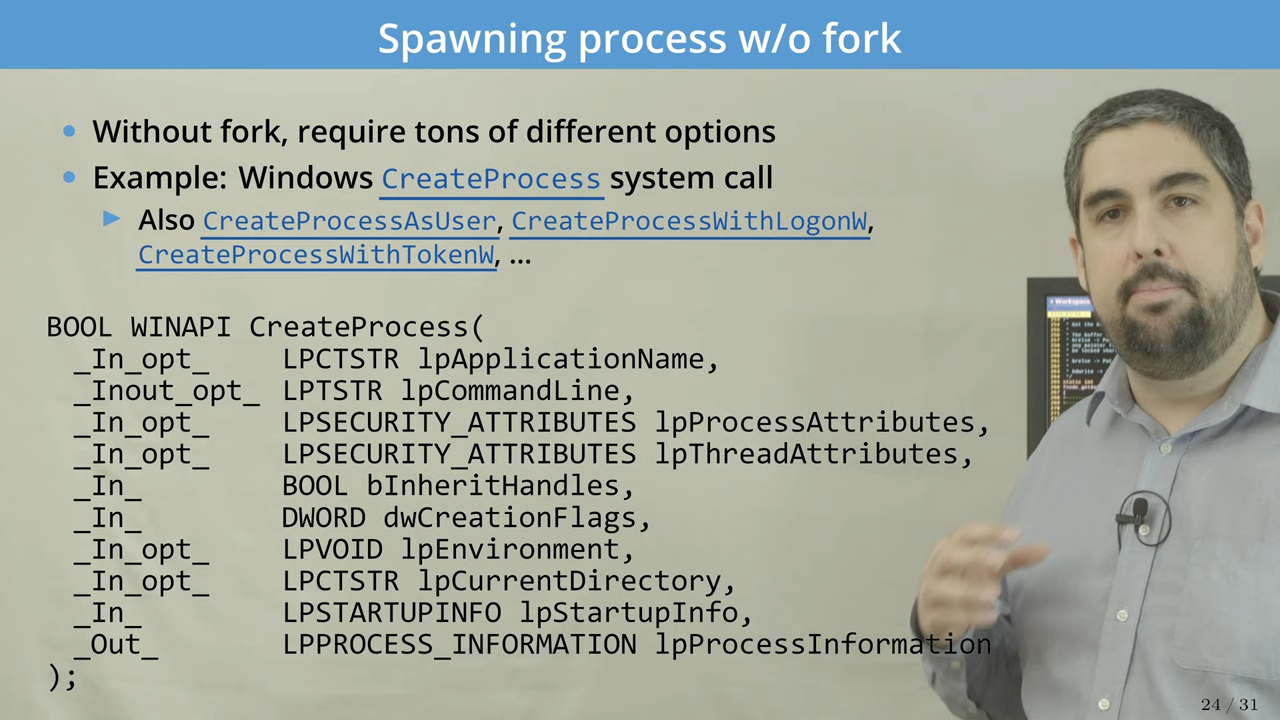 Spawning process w/o fork
• Without fork, require tons of different options
• Example: Windows CreateProcess system call
▶ Also CreateProcessAsUser, CreateProcessWithLogonW,
CreateProcessWithTokenW, ...
BOOL WINAPI CreateProcess(
_In_opt_ LPCTSTR lpApplicationName,
_Inout_opt_ LPTSTR lpCommandLine,
_In_opt_ LPSECURITY_ATTRIBUTES lpProcessAttributes,
_In_opt_ LPSECURITY_ATTRIBUTES lpThreadAttributes,
_In_ BOOL bInheritHandles,
_In_ DWORD dwCreationFlags,
_In_opt_ LPVOID lpEnvironment,
_In_opt_ LPCTSTR lpCurrentDirectory,
_In_ LPSTARTUPINFO lpStartupInfo,
_Out_ LPPROCESS_INFORMATION lpProcessInformation
);
Workspace
24 / 31